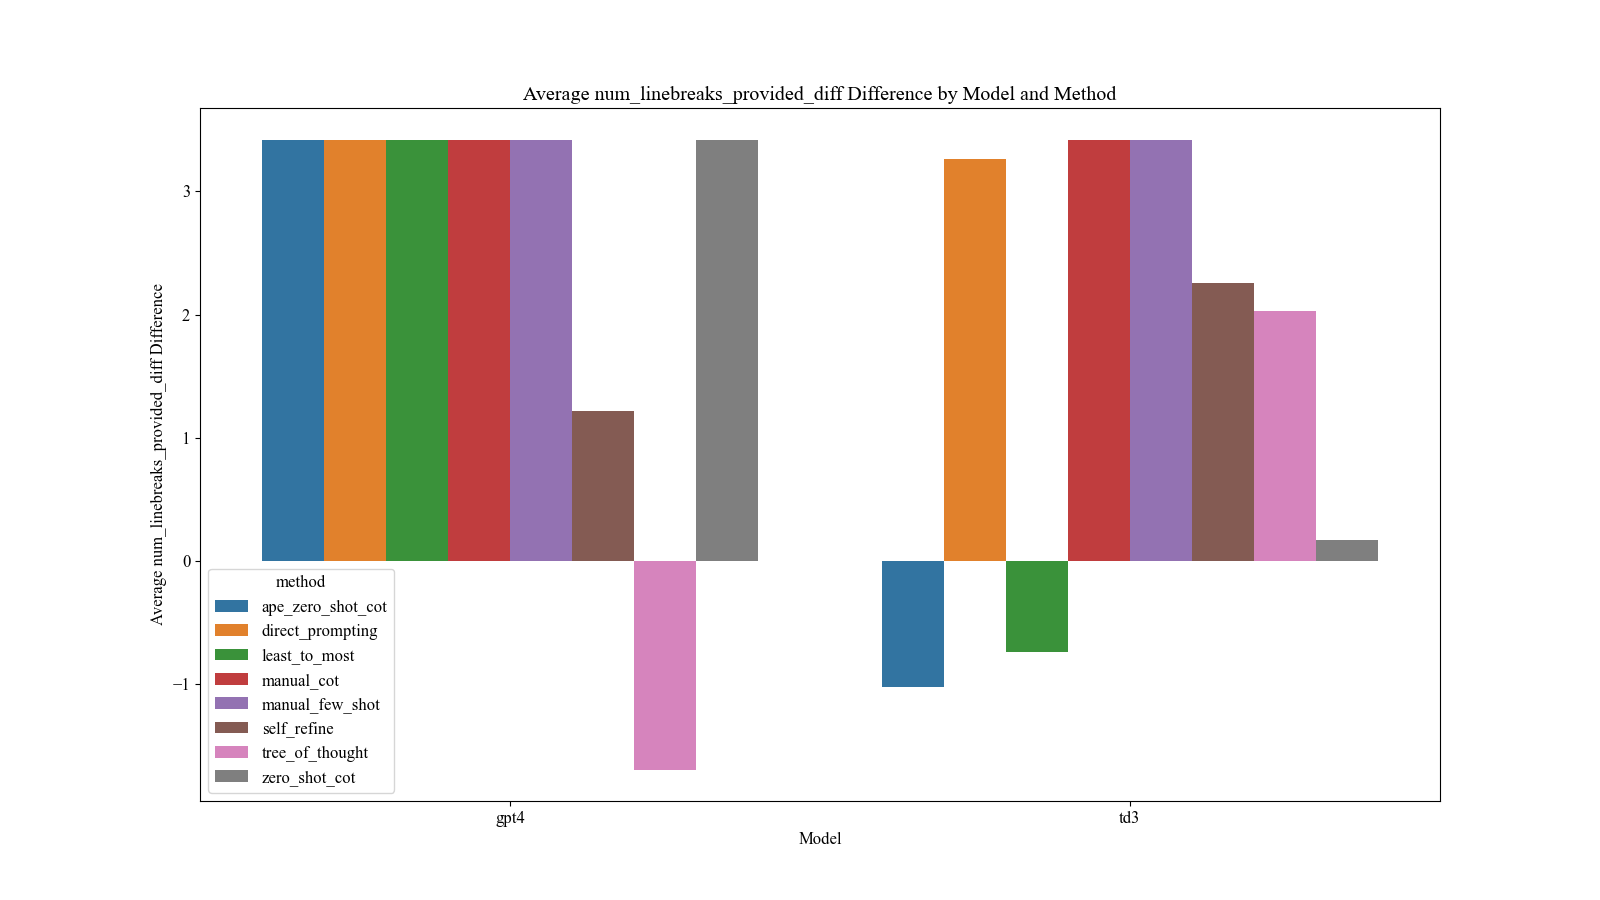 Average num_linebreaks_provided_diff Difference by Model and Method
Average num_linebreaks_provided_diff Difference
3
2
1
0
−1
method
ape_zero_shot_cot
direct_prompting
least_to_most
manual_cot
manual_few_shot
self_refine
tree_of_thought
zero_shot_cot
gpt4
td3
Model